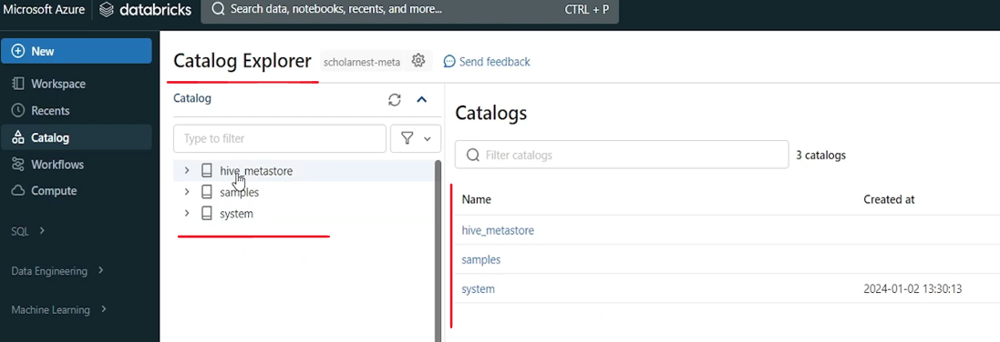 Microsoft Azure databricks Search data, notebooks, recents, and more... CTRL + P
New
Workspace
Recents
Catalog
Workflows
Compute
SQL
Data Engineering
Machine Learning
Catalog Explorer scholarnest-meta Send feedback
Catalog
Type to filter
hive_metastore
samples
system
Catalogs
Filter catalogs 3 catalogs
Name Created at
hive_metastore
samples
system 2024-01-02 13:30:13